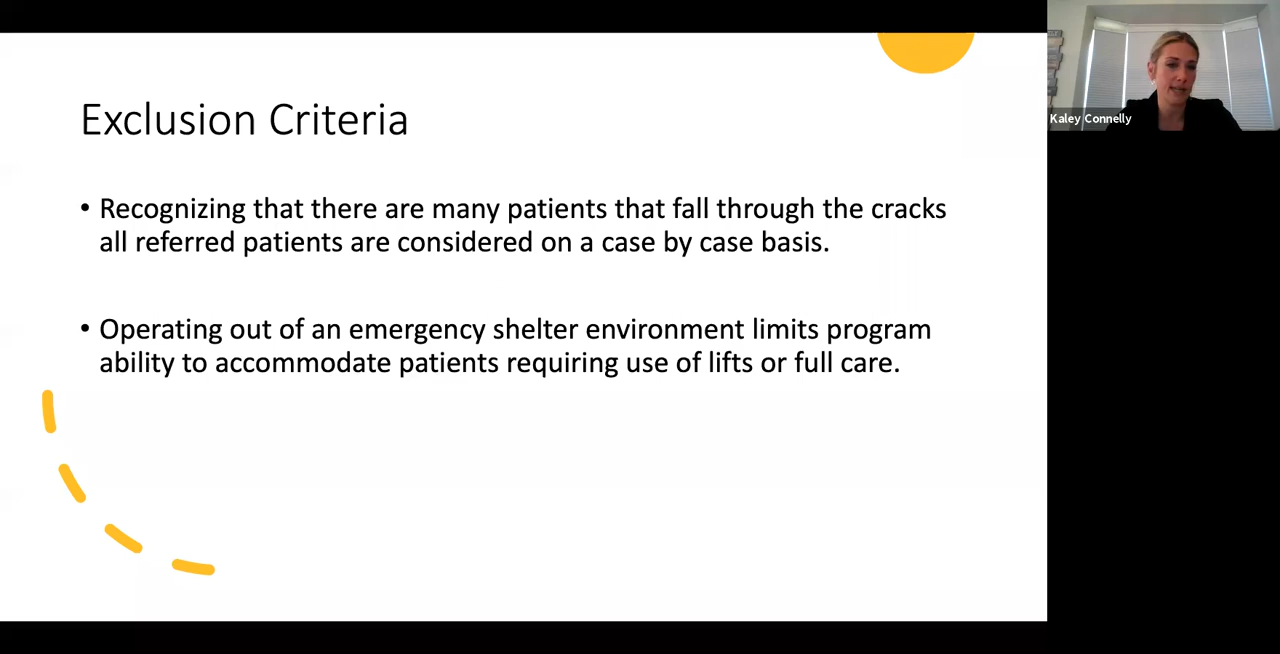 Exclusion Criteria
• Recognizing that there are many patients that fall through the cracks
all referred patients are considered on a case by case basis.
• Operating out of an emergency shelter environment limits program
ability to accommodate patients requiring use of lifts or full care.
Kaley Connelly